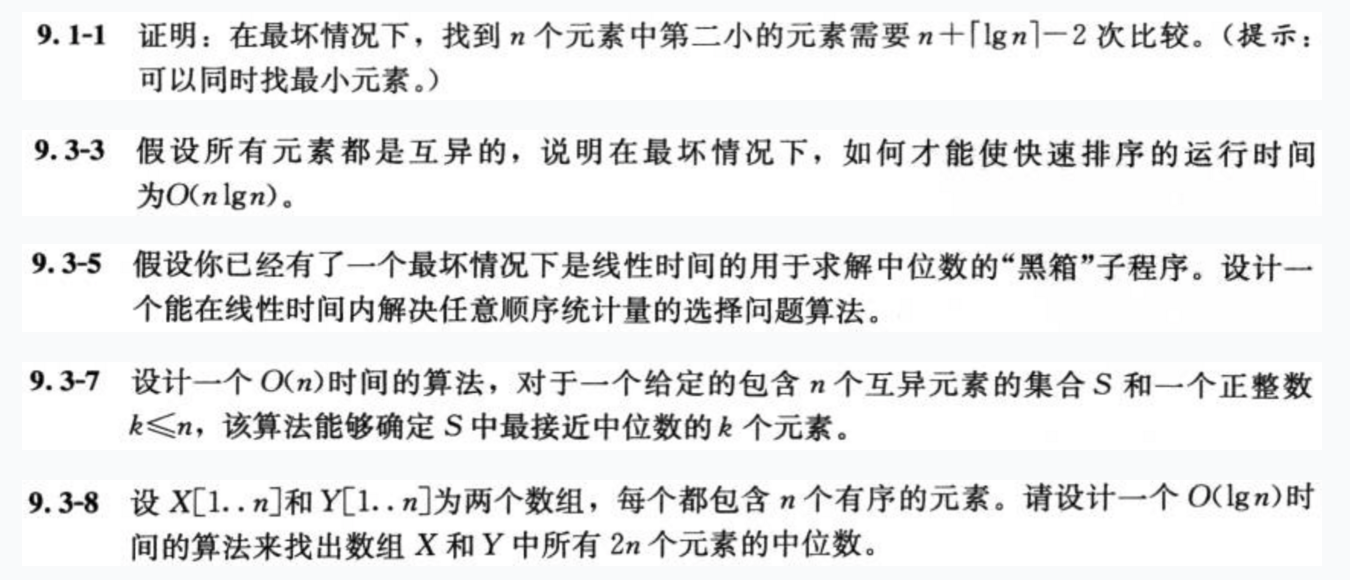 9.1-1 证明：在最坏情况下，找到 n 个元素中第二小的元素需要 n+⌈lgn⌉-2 次比较。（提示：
可以同时找最小元素。）
9.3-3 假设所有元素都是互异的，说明在最坏情况下，如何才能使快速排序的运行时间
为O(nlgn)。
9.3-5 假设你已经有了一个最坏情况下是线性时间的用于求解中位数的“黑箱”子程序。设计一
个能在线性时间内解决任意顺序统计量的选择问题算法。
9.3-7 设计一个 O(n)时间的算法，对于一个给定的包含 n 个互异元素的集合 S 和一个正整数
k≤n，该算法能够确定 S 中最接近中位数的 k 个元素。
9.3-8 设 X[1..n]和 Y[1..n]为两个数组，每个都包含 n 个有序的元素。请设计一个 O(lgn)时
间的算法来找出数组 X 和 Y 中所有 2n 个元素的中位数。